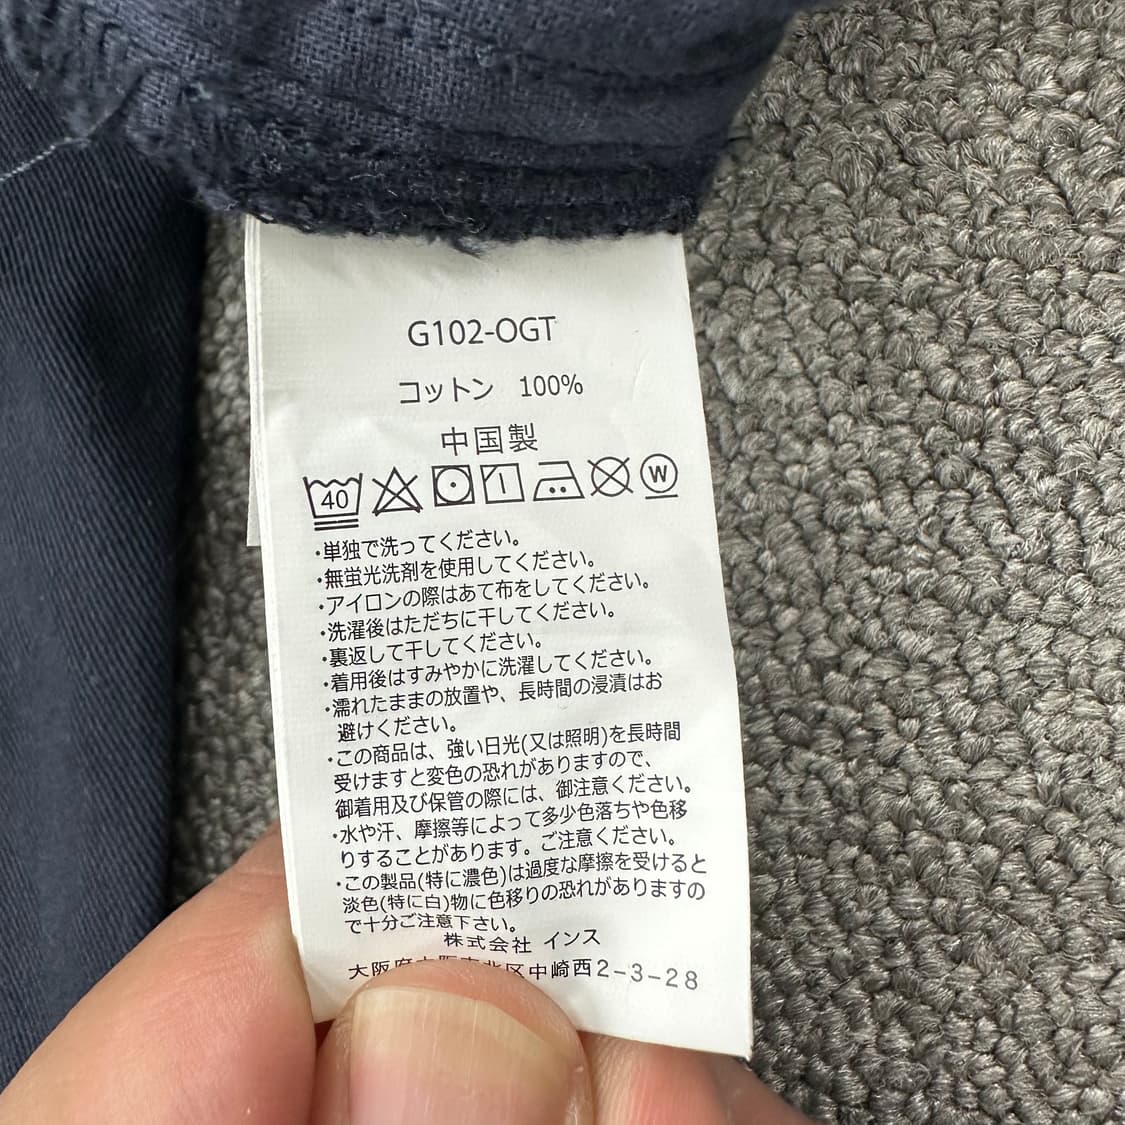 G102-OGT
コットン 100%
中国製
40 W
・単独で洗ってください。
・無蛍光洗剤を使用してください。
・アイロンの際はあて布をしてください。
・洗濯後はただちに干してください。
・裏返して干してください。
・着用後はすみやかに洗濯してください。
・濡れたままの放置や、長時間の浸漬はお
避けください。
・この商品は、強い日光(又は照明)を長時間
受けますと変色の恐れがありますので、
御着用及び保管の際には、御注意ください。
・水や汗、摩擦等によって多少色落ちや色移
りすることがあります。ご注意ください。
・この製品(特に濃色)は過度な摩擦を受けると
淡色(特に白)物に色移りの恐れがありますの
で十分ご注意下さい。
株式会社 インス
大阪府大阪市北区中崎西2-3-28